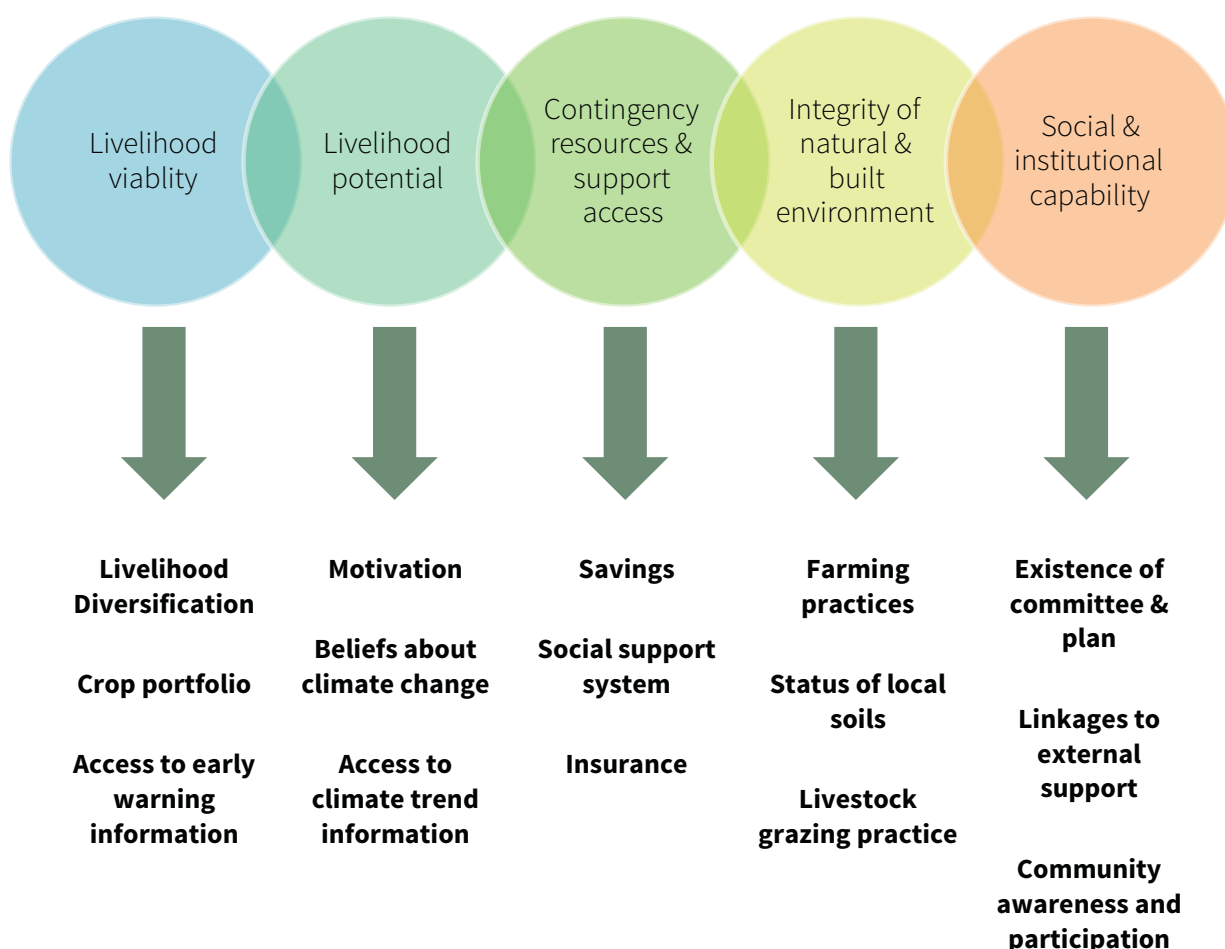 Livelihood
viablity
Livelihood
potential
Contingency
resources &
support
access
Integrity of
natural &
built
environment
Social &
institutional
capability
Livelihood
Diversification
Crop portfolio
Access to early
warning
information
Motivation
Beliefs about
climate change
Access to
climate trend
information
Savings
Social support
system
Insurance
Farming
practices
Status of local
soils
Livestock
grazing practice
Existence of
committee &
plan
Linkages to
external
support
Community
awareness and
participation